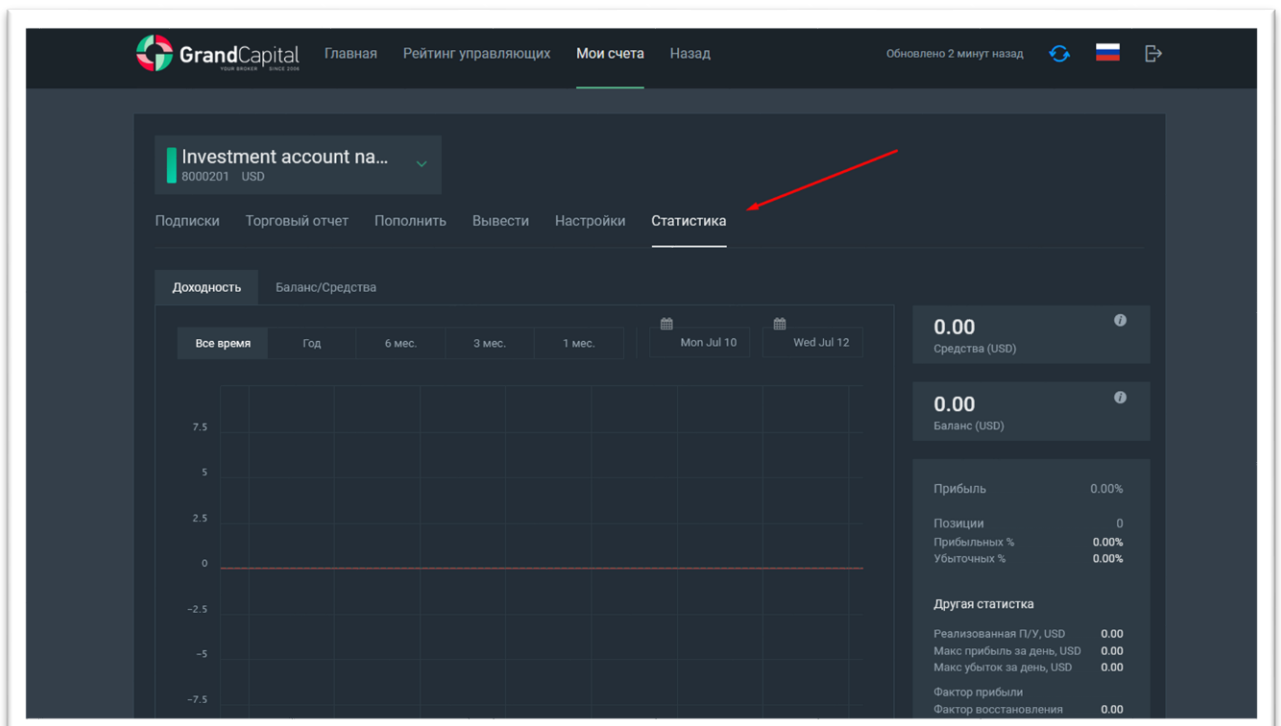 GrandCapital
YOUR BROKER SINCE 2006
Главная Рейтинг управляющих Мои счета Назад
Обновлено 2 минут назад
Investment account na...
8000201 USD
Подписки Торговый отчет Пополнить Вывести Настройки Статистика
Доходность Баланс/Средства
Все время Год 6 мес. 3 мес. 1 мес. Mon Jul 10 Wed Jul 12
7.5
5
2.5
0
−2.5
−5
−7.5
0.00
Средства (USD)
0.00
Баланс (USD)
Прибыль 0.00%
Позиции 0
Прибыльных % 0.00%
Убыточных % 0.00%
Другая статистка
Реализованная П/У, USD 0.00
Макс прибыль за день, USD 0.00
Макс убыток за день, USD 0.00
Фактор прибыли
Фактор восстановления 0.00